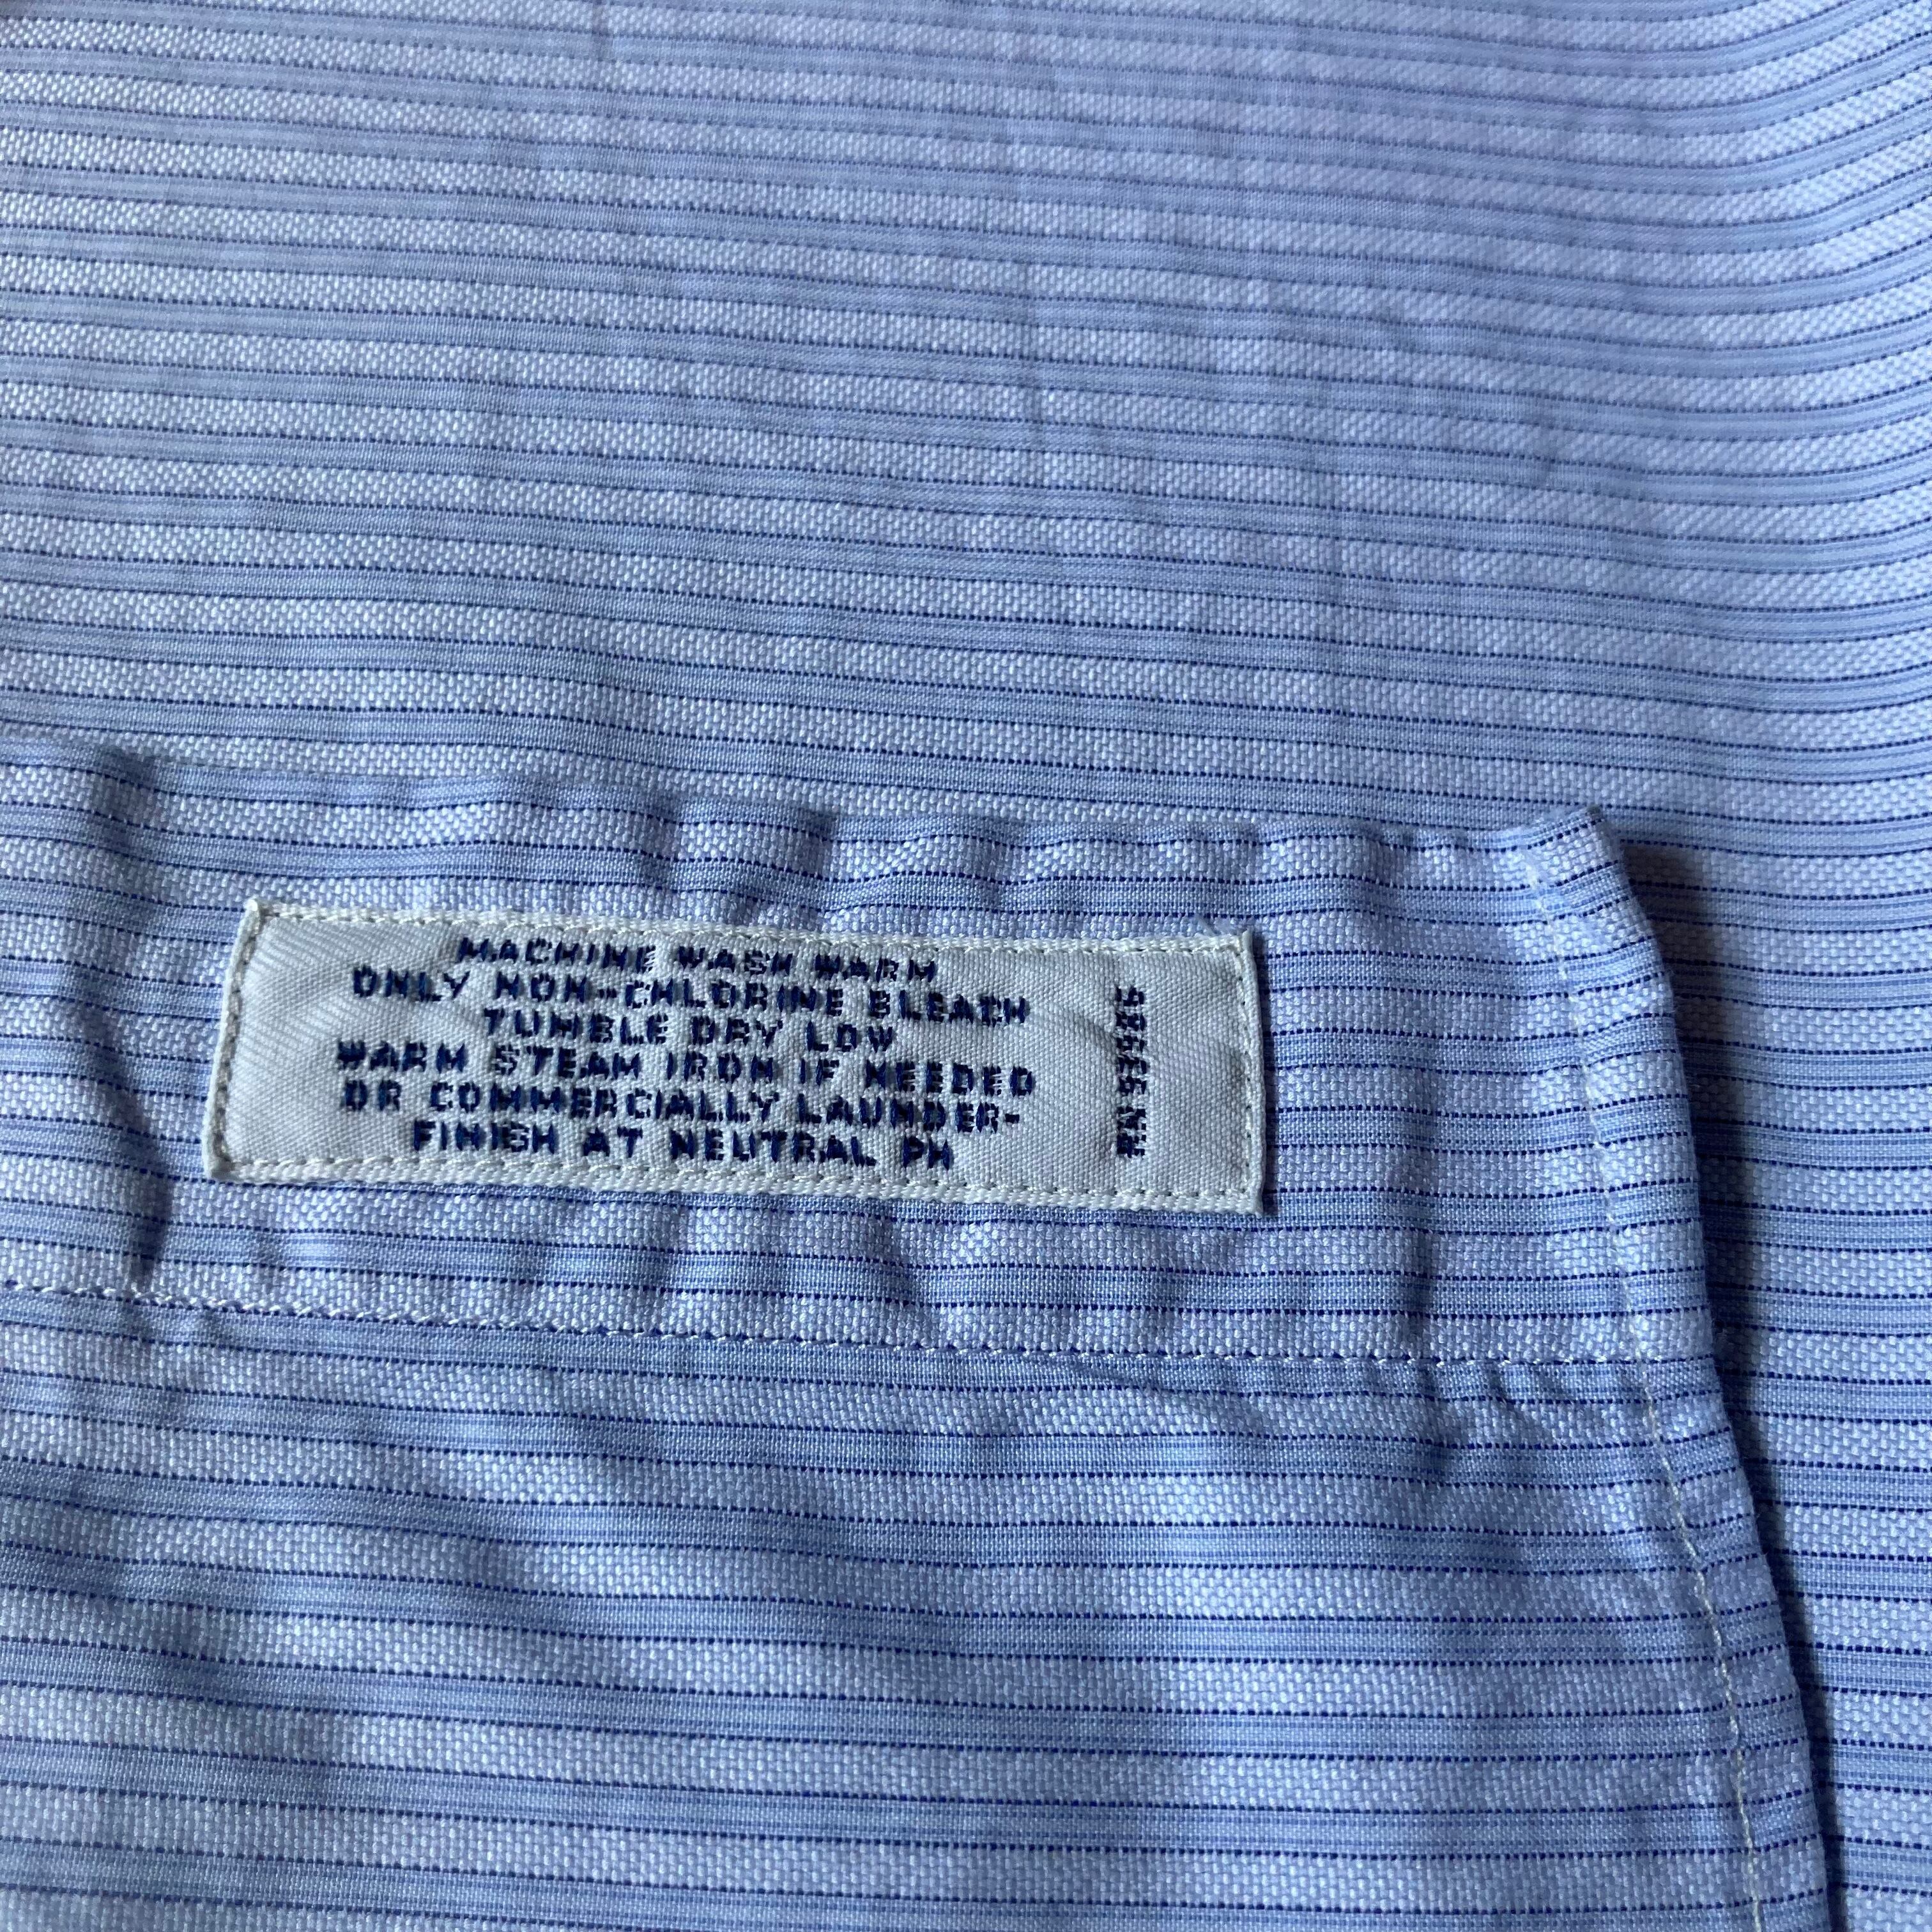 MACHINE WASH WARM
ONLY NON-CHLORINE BLEACH
TUMBLE DRY LOW
WARM STEAM IRON IF NEEDED
OR COMMERCIALLY LAUNDER-
FINISH AT NEUTRAL PH
RN